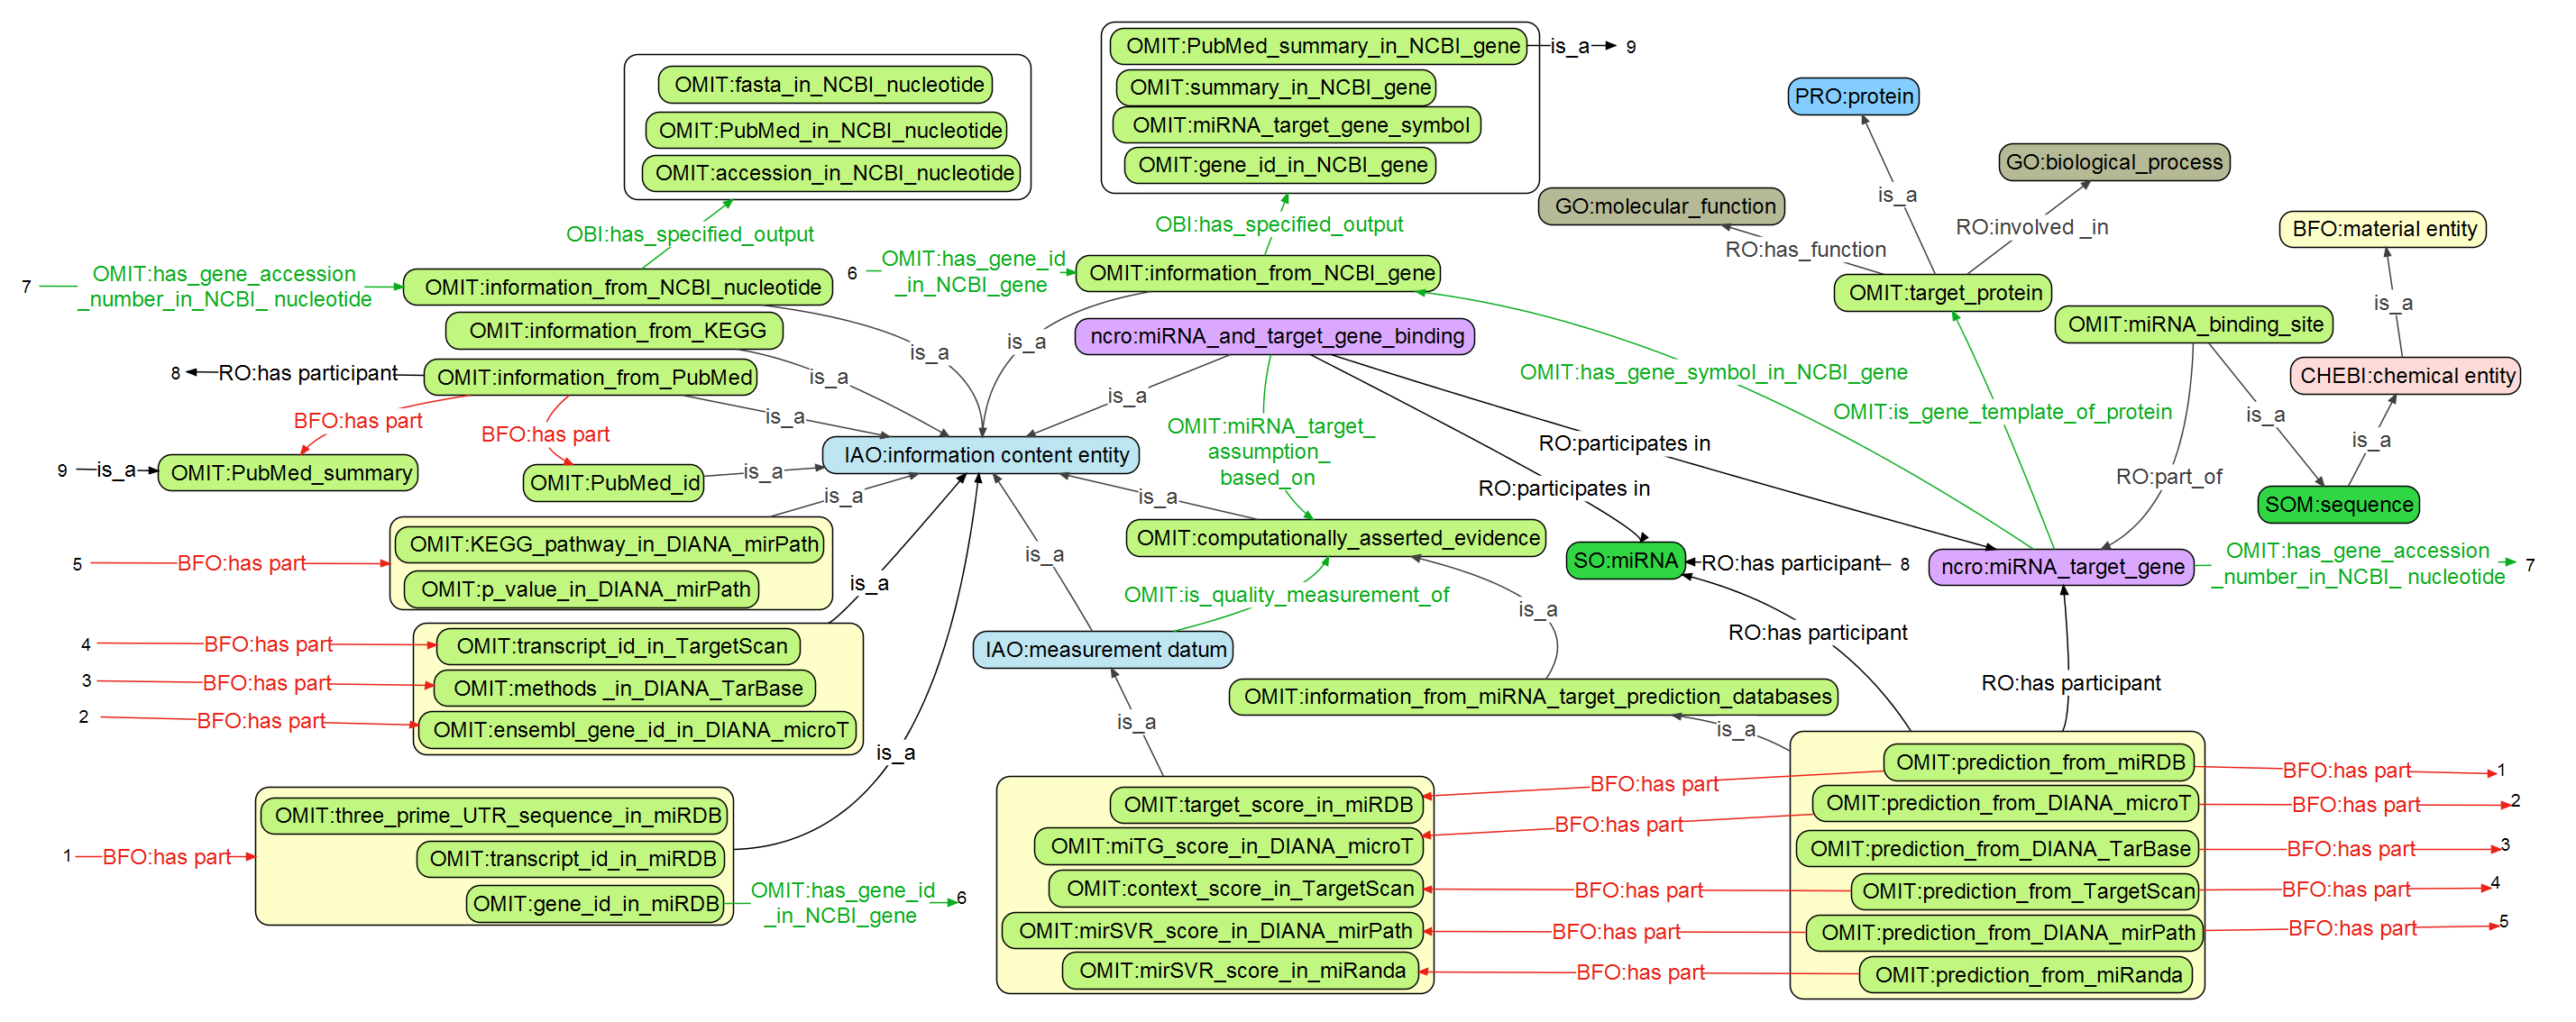 OMIT:fasta_in_NCBI_nucleotide
OMIT:PubMed_in_NCBI_nucleotide
OMIT:accession_in_NCBI_nucleotide
OMIT:PubMed_summary_in_NCBI_gene
is_a
9
OMIT:summary_in_NCBI_gene
OMIT:miRNA_target_gene_symbol
OMIT:gene_id_in_NCBI_gene
PRO:protein
GO:biological_process
GO:molecular_function
is_a
RO:involved _in
RO:has_function
BFO:material entity
OBI:has_specified_output
OBI:has_specified_output
7
OMIT:has_gene_accession
_number_in_NCBI_ nucleotide
OMIT:information_from_NCBI_nucleotide
6
OMIT:has_gene_id
_in_NCBI_gene
OMIT:information_from_NCBI_gene
OMIT:target_protein
is_a
OMIT:information_from_KEGG
is_a
is_a
ncro:miRNA_and_target_gene_binding
OMIT:miRNA_binding_site
8
RO:has participant
OMIT:information_from_PubMed
is_a
is_a
is_a
OMIT:has_gene_symbol_in_NCBI_gene
CHEBI:chemical entity
BFO:has part
BFO:has part
OMIT:miRNA_target_
assumption_
based_on
OMIT:is_gene_template_of_protein
is_a
is_a
RO:participates in
9
is_a
OMIT:PubMed_summary
OMIT:PubMed_id
is_a
IAO:information content entity
RO:participates in
RO:part_of
SOM:sequence
is_a
is_a
5
BFO:has part
OMIT:KEGG_pathway_in_DIANA_mirPath
OMIT:p_value_in_DIANA_mirPath
is_a
is_a
OMIT:computationally_asserted_evidence
SO:miRNA
RO:has participant
8
ncro:miRNA_target_gene
OMIT:has_gene_accession
_number_in_NCBI_ nucleotide
7
OMIT:is_quality_measurement_of
is_a
RO:has participant
RO:has participant
4
BFO:has part
OMIT:transcript_id_in_TargetScan
3
BFO:has part
OMIT:methods _in_DIANA_TarBase
2
BFO:has part
OMIT:ensembl_gene_id_in_DIANA_microT
IAO:measurement datum
OMIT:information_from_miRNA_target_prediction_databases
is_a
is_a
is_a
1
BFO:has part
OMIT:three_prime_UTR_sequence_in_miRDB
OMIT:transcript_id_in_miRDB
OMIT:gene_id_in_miRDB
OMIT:has_gene_id
_in_NCBI_gene
6
OMIT:target_score_in_miRDB
BFO:has part
OMIT:prediction_from_miRDB
BFO:has part
1
OMIT:miTG_score_in_DIANA_microT
BFO:has part
OMIT:prediction_from_DIANA_microT
BFO:has part
2
OMIT:prediction_from_DIANA_TarBase
BFO:has part
3
OMIT:context_score_in_TargetScan
BFO:has part
OMIT:prediction_from_TargetScan
BFO:has part
4
OMIT:mirSVR_score_in_DIANA_mirPath
BFO:has part
OMIT:prediction_from_DIANA_mirPath
BFO:has part
5
OMIT:mirSVR_score_in_miRanda
BFO:has part
OMIT:prediction_from_miRanda